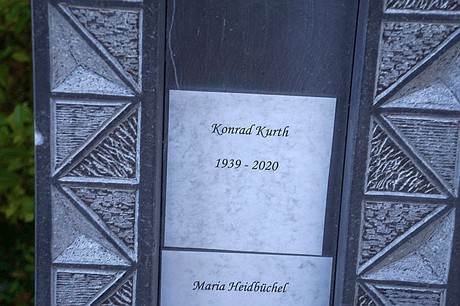 Konrad Kurth
1939 - 2020
Maria Heidbüchel